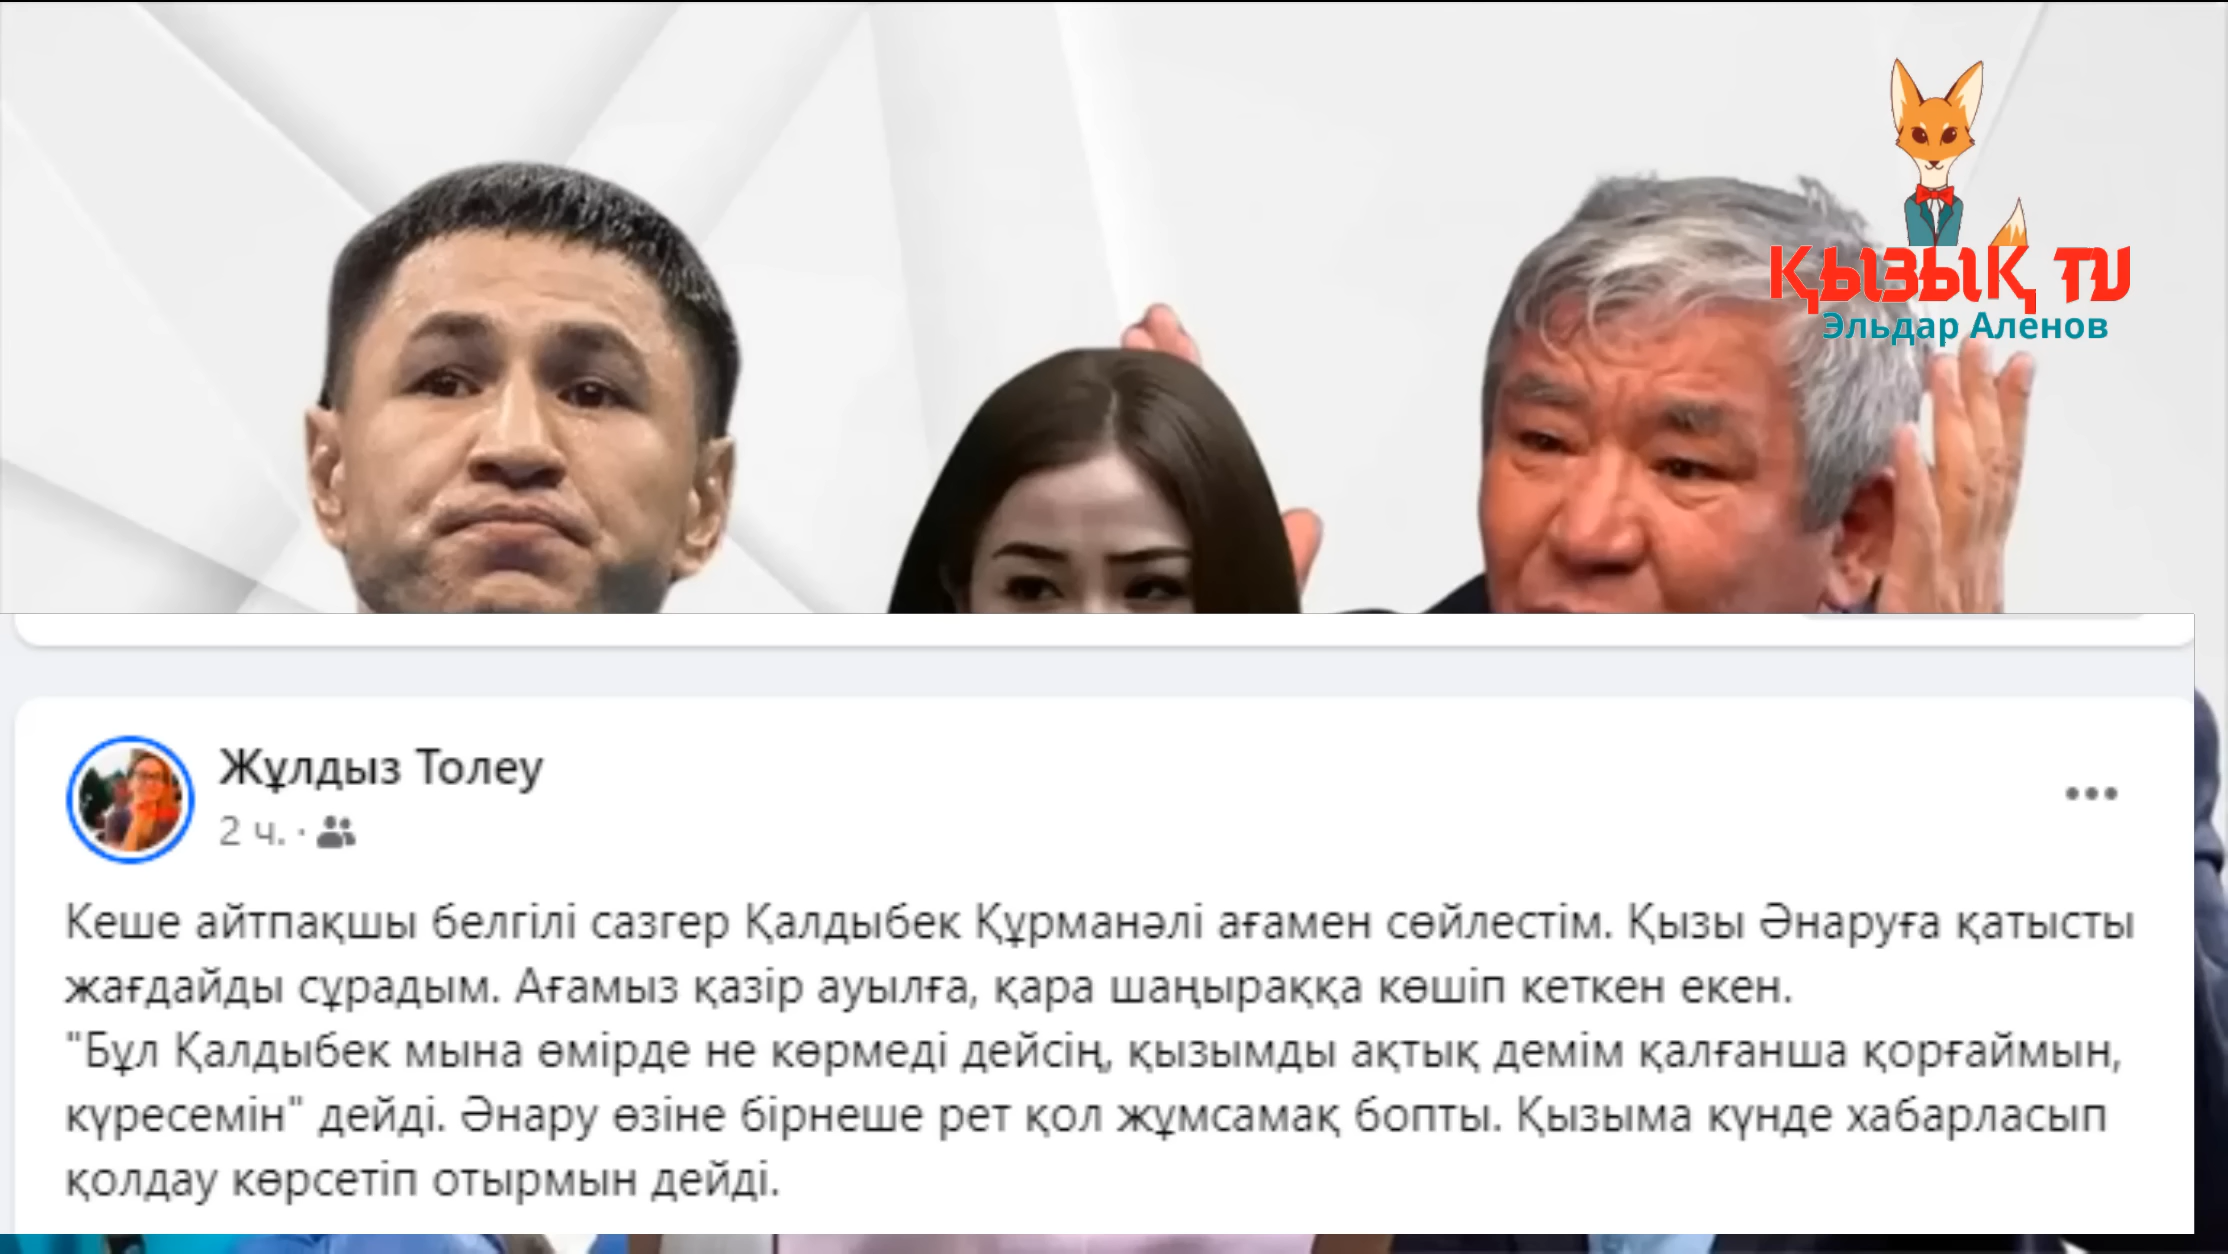 ҚЫЗЫҚ TV
Эльдар Аленов
Жұлдыз Толеу
2 ч. ·
Кеше айтпақшы белгілі сазгер Қалдыбек Құрманәлі ағамен сөйлестім. Қызы Әнаруға қатысты
жағдайды сұрадым. Ағамыз қазір ауылға, қара шаңыраққа көшіп кеткен екен.
"Бұл Қалдыбек мына өмірде не көрмеді дейсің, қызымды ақтық демім қалғанша қорғаймын,
күресемін" дейді. Әнару өзіне бірнеше рет қол жұмсамақ бопты. Қызыма күнде хабарласып
қолдау көрсетіп отырмын дейді.